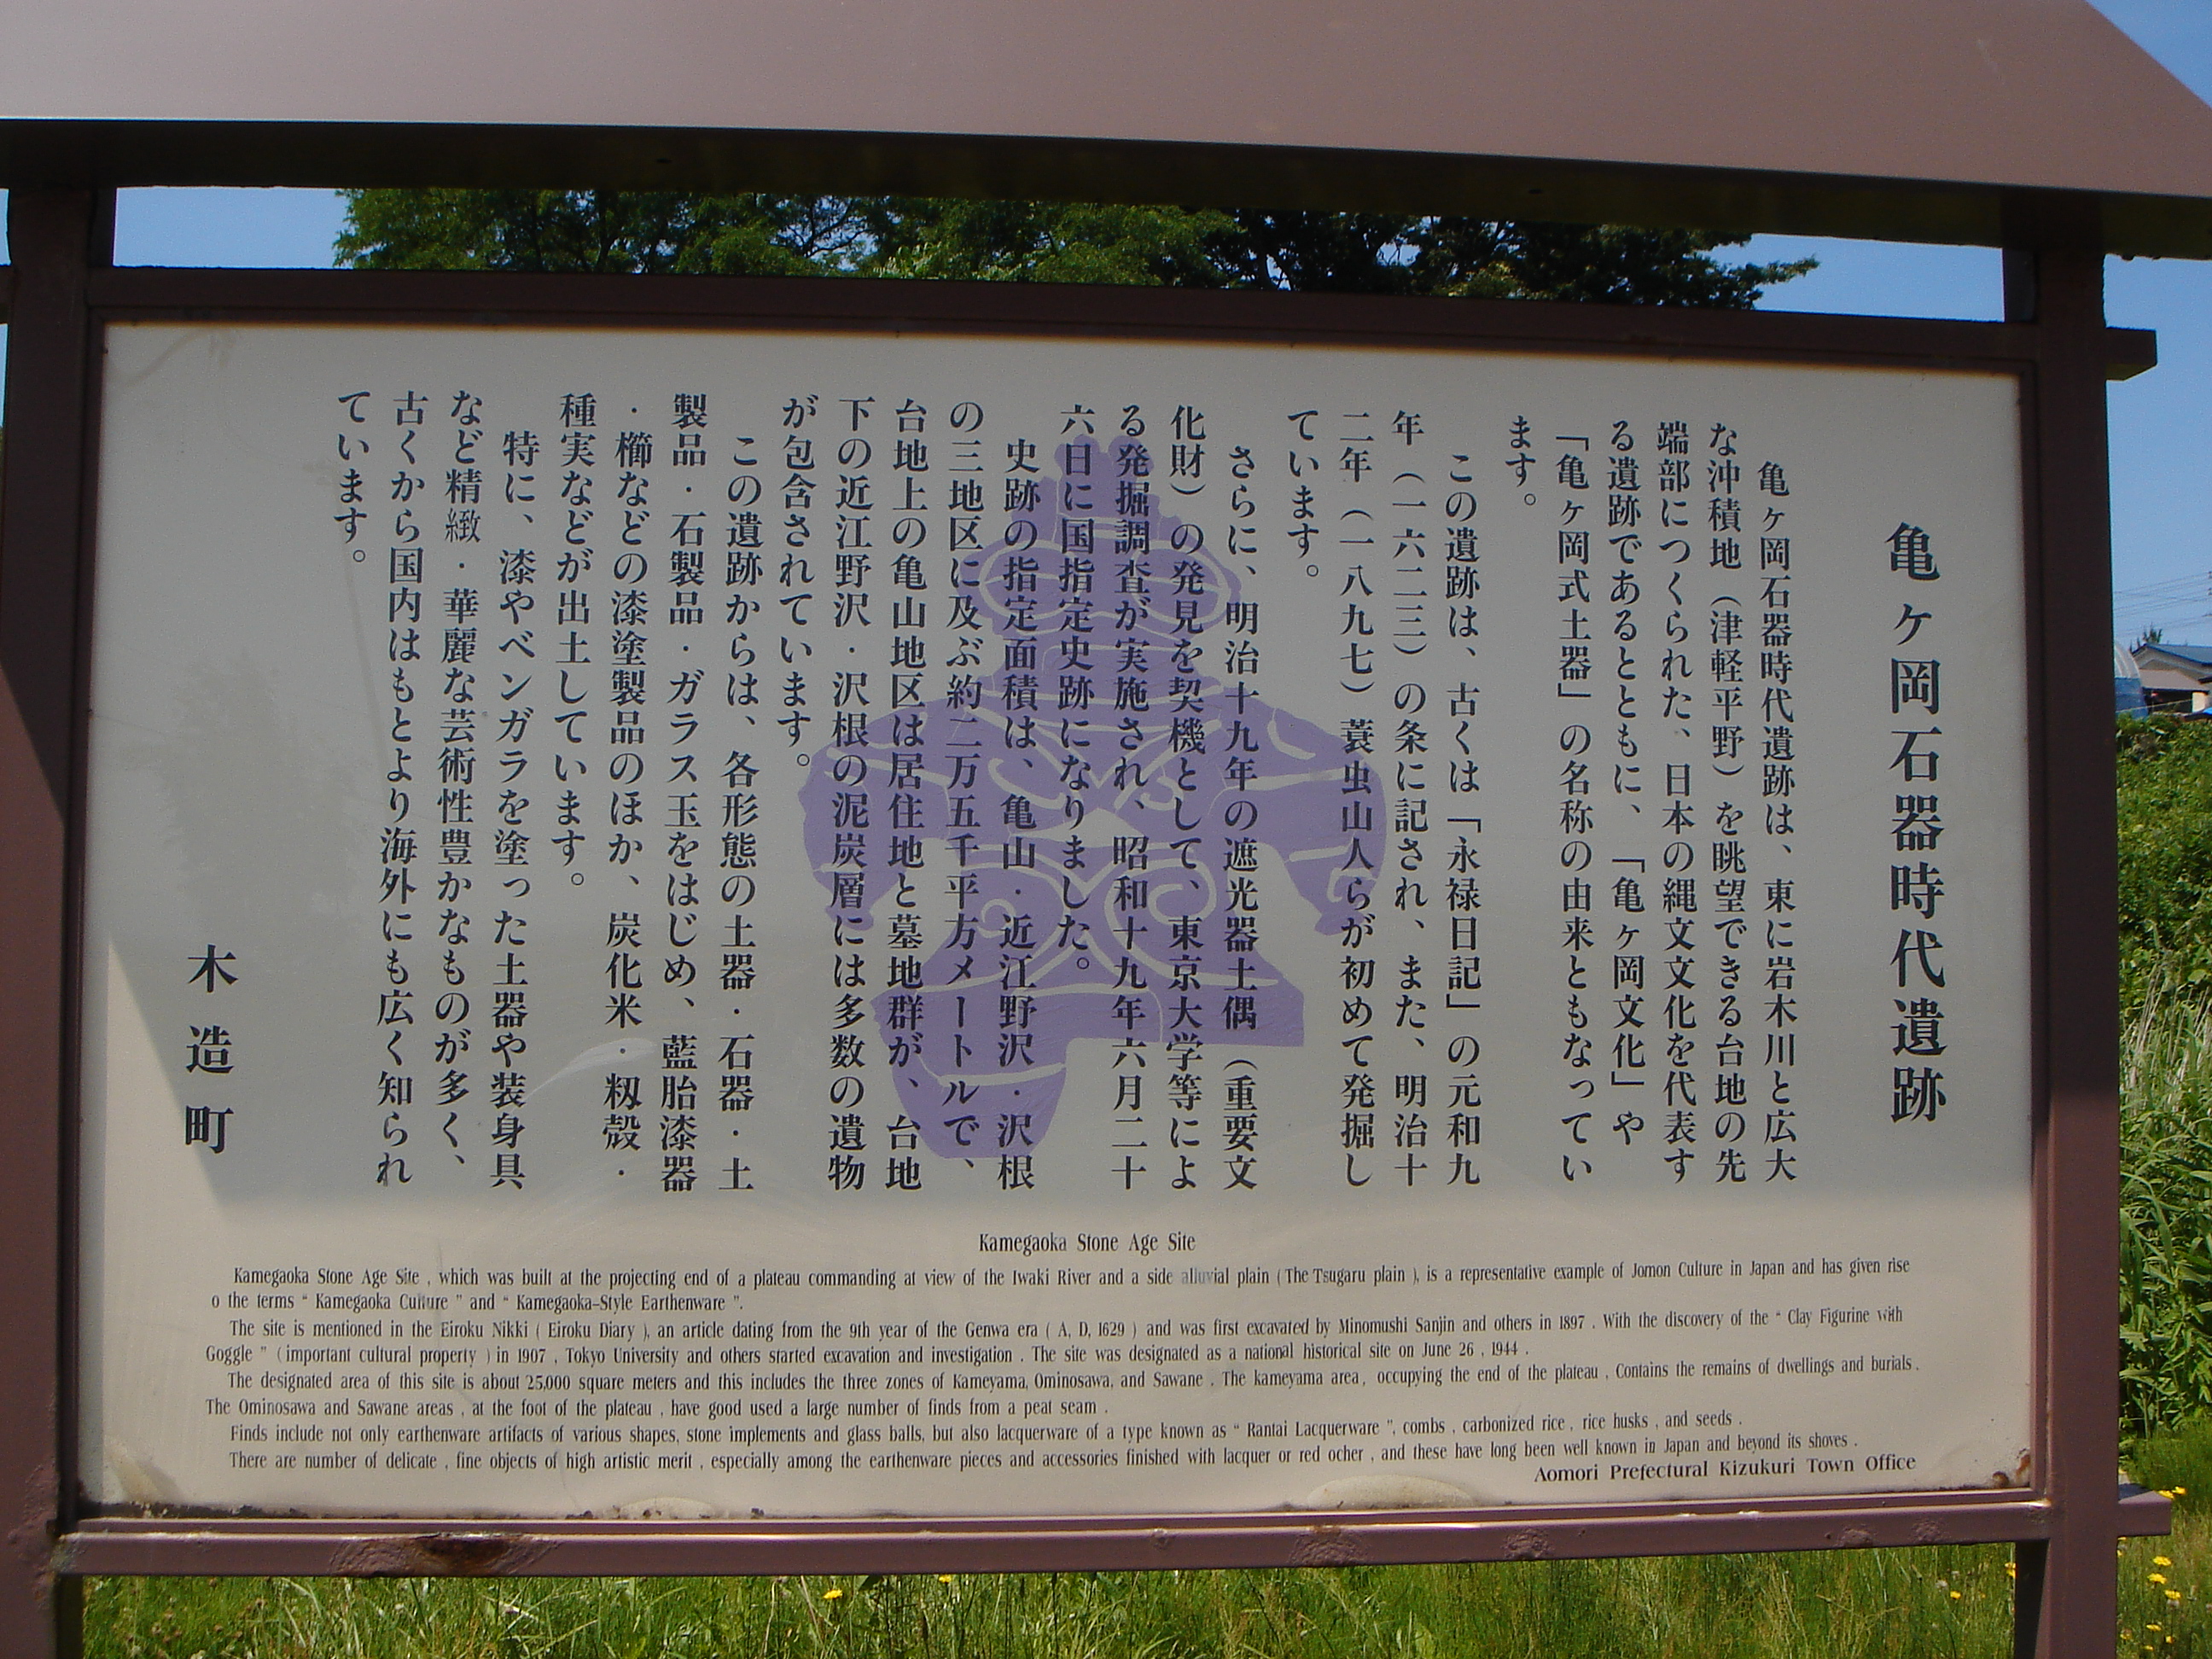 亀ヶ岡石器時代遺跡
亀ヶ岡石器時代遺跡は、東に岩木川と広大
な沖積地（津軽平野）を眺望できる台地の先
端部につくられた、日本の縄文文化を代表す
る遺跡であるとともに、「亀ヶ岡文化」や
「亀ヶ岡式土器」の名称の由来ともなってい
ます。
この遺跡は、古くは「永禄日記」の元和九
年（一六二三）の条に記され、また、明治十
二年（一八九七）蓑虫山人らが初めて発掘し
ています。
さらに、明治十九年の遮光器土偶（重要文
化財）の発見を契機として、東京大学等によ
る発掘調査が実施され、昭和十九年六月二十
六日に国指定史跡になりました。
史跡の指定面積は、亀山・近江野沢・沢根
の三地区に及ぶ約二万五千平方メートルで、
台地上の亀山地区は居住地と墓地群が、台地
下の近江野沢・沢根の泥炭層には多数の遺物
が包含されています。
この遺跡からは、各形態の土器・石器・土
製品・石製品・ガラス玉をはじめ、藍胎漆器
・櫛などの漆塗製品のほか、炭化米・籾殻・
種実などが出土しています。
特に、漆やベンガラを塗った土器や装身具
など精緻・華麗な芸術性豊かなものが多く、
古くから国内はもとより海外にも広く知られ
ています。
木造町
Kamegaoka Stone Age Site
Kamegaoka Stone Age Site , which was built at the projecting end of a plateau commanding at view of the Iwaki River and a side alluvial plain ( The Tsugaru plain ), is a representative example of Jomon Culture in Japan and has given rise
o the terms “ Kamegaoka Culture ” and “ Kamegaoka-Style Earthenware ”.
The site is mentioned in the Eiroku Nikki ( Eiroku Diary ), an article dating from the 9th year of the Genwa era ( A, D, 1629 ) and was first excavated by Minomushi Sanjin and others in 1897 . With the discovery of the “ Clay Figurine with
Goggle ” ( important cultural property ) in 1907 , Tokyo University and others started excavation and investigation . The site was designated as a national historical site on June 26 , 1944 .
The designated area of this site is about 25,000 square meters and this includes the three zones of Kameyama, Ominosawa, and Sawane . The kameyama area, occupying the end of the plateau , Contains the remains of dwellings and burials .
The Ominosawa and Sawane areas , at the foot of the plateau , have good used a large number of finds from a peat seam .
Finds include not only earthenware artifacts of various shapes, stone implements and glass balls, but also lacquerware of a type known as “ Rantai Lacquerware ”, combs , carbonized rice , rice husks , and seeds .
There are number of delicate , fine objects of high artistic merit , especially among the earthenware pieces and accessories finished with lacquer or red ocher , and these have long been well known in Japan and beyond its shoves .
Aomori Prefectural Kizukuri Town Office